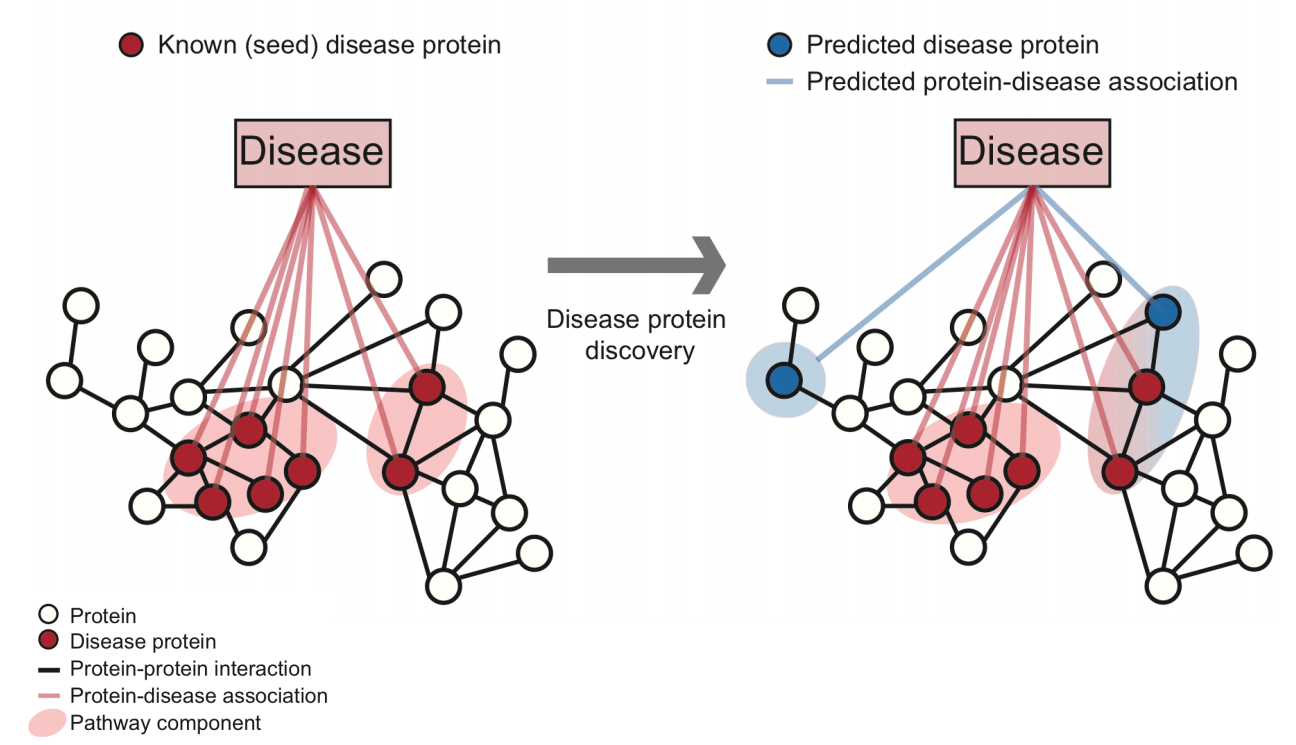 Known (seed) disease protein
Predicted disease protein
Predicted protein-disease association
Disease
Disease
Disease protein
discovery
Protein
Disease protein
Protein-protein interaction
Protein-disease association
Pathway component